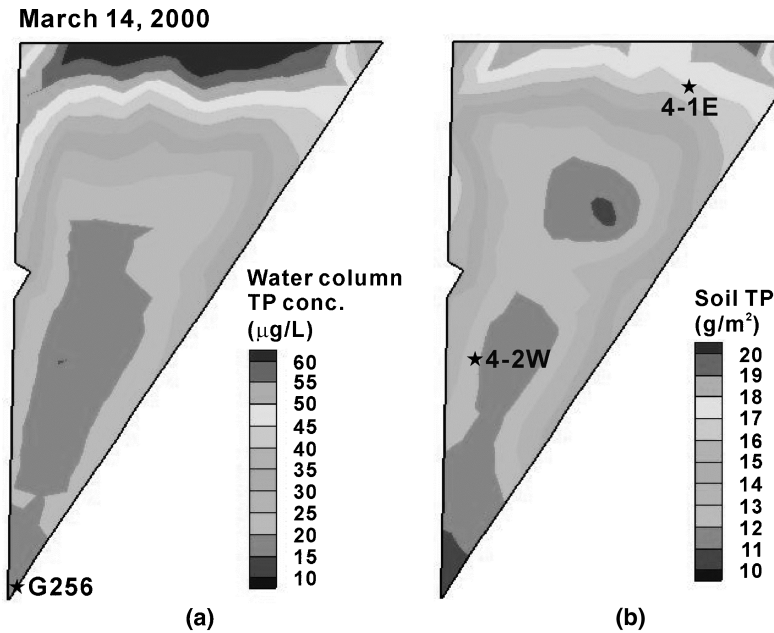 March 14, 2000
4-1E
Water column
TP conc.
(µg/L)
60
55
50
45
40
35
30
25
20
15
10
G256
(a)
4-2W
Soil TP
(g/m²)
20
19
18
17
16
15
14
13
12
11
10
(b)